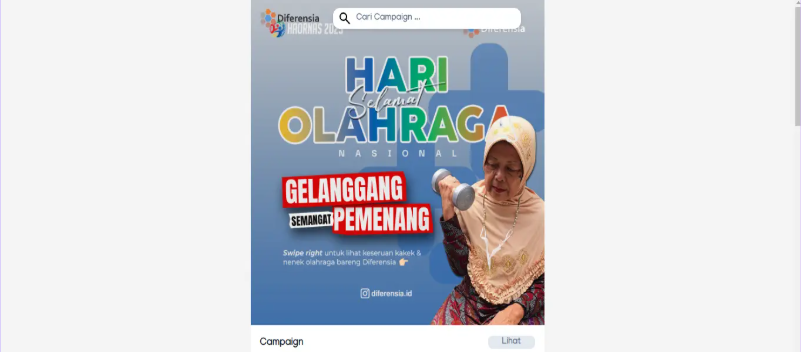 Diferensia
Cari Campaign ...
HAORNAS 2025
Diferensia
HARI
Selamat
OLAHRAGA
NASIONAL
GELANGGANG
SEMANGAT PEMENANG
Swipe right untuk lihat keseruan kakek &
nenek olahraga bareng Diferensia 👉🏻
diferensia.id
Campaign
Lihat